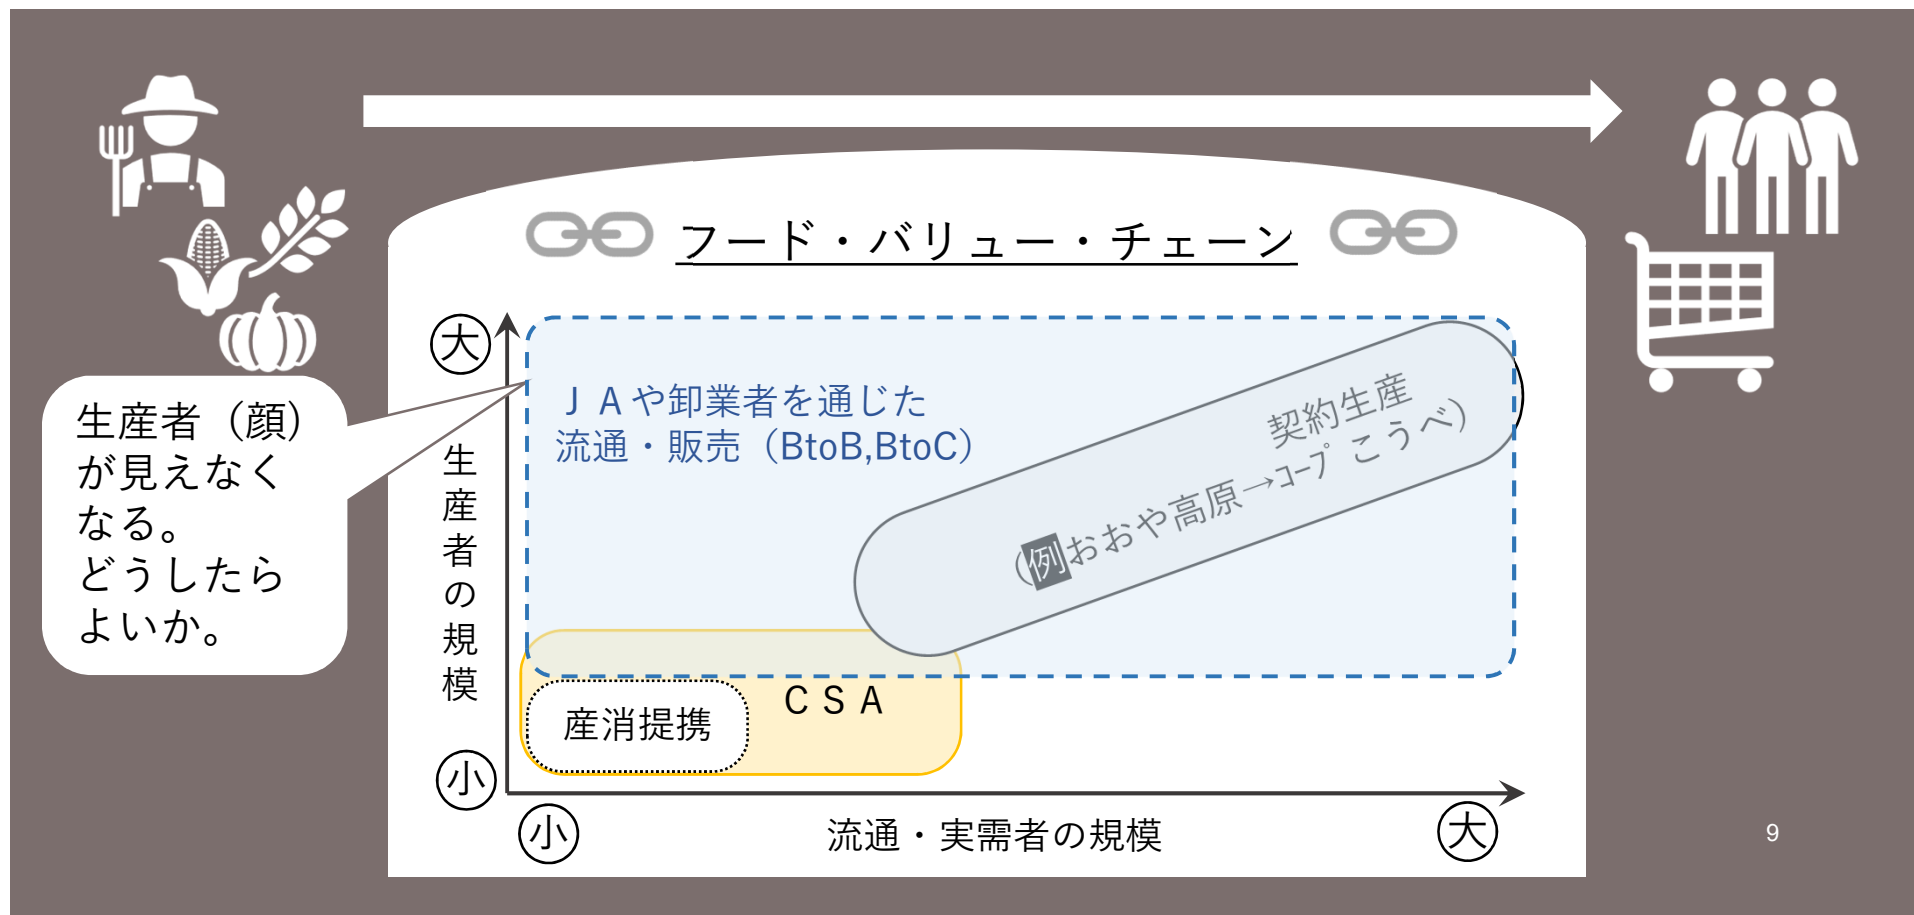 フード・バリュー・チェーン
大
ＪＡや卸業者を通じた
流通・販売（BtoB,BtoC）
契約生産
（例おおや高原→ｺｰﾌﾟこうべ）
生産者（顔）
が見えなく
なる。
どうしたら
よいか。
生産者の規模
ＣＳＡ
産消提携
小
小
流通・実需者の規模
大
9